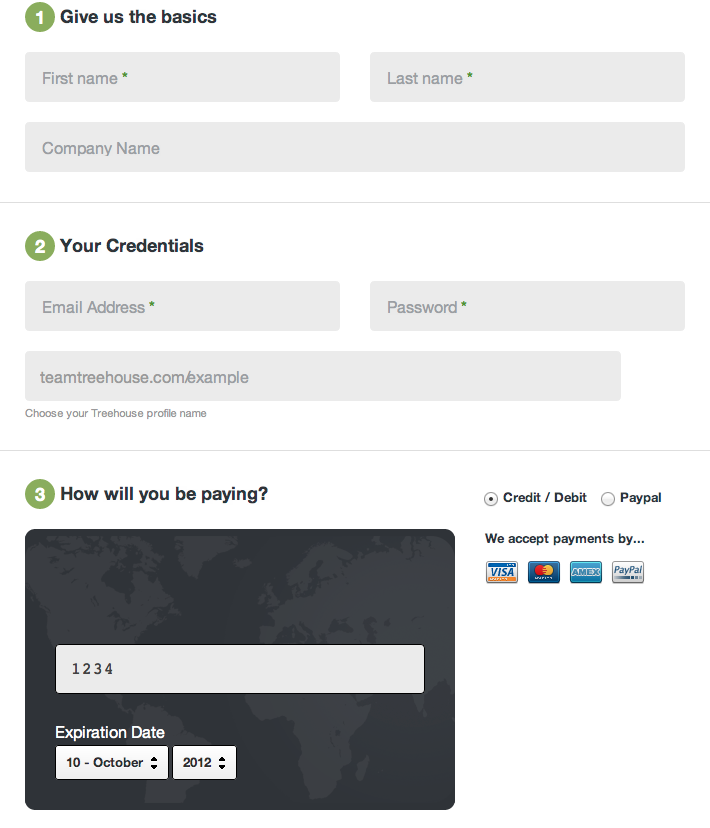 1 Give us the basics
First name * Last name *
Company Name
2 Your Credentials
Email Address * Password *
teamtreehouse.com/example
Choose your Treehouse profile name
3 How will you be paying?
Credit / Debit Paypal
We accept payments by...
VISA AMEX PayPal
1234
Expiration Date
10 - October 2012